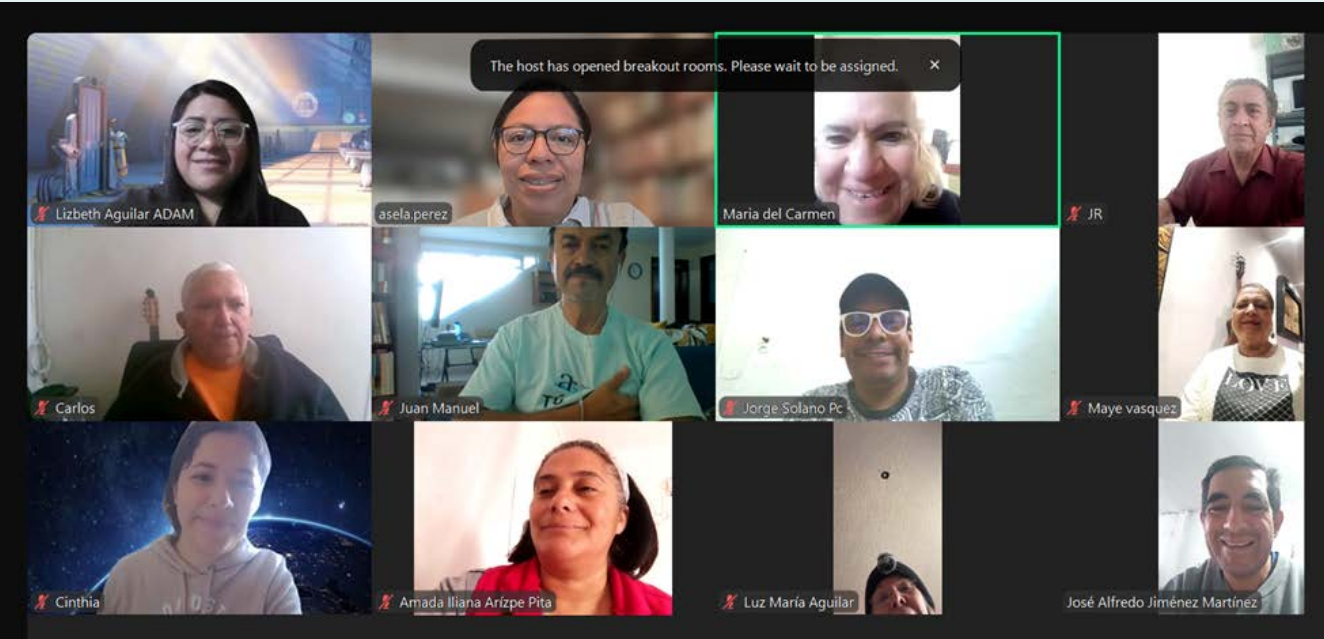 The host has opened breakout rooms. Please wait to be assigned.
Lizbeth Aguilar ADAM
asela.perez
Maria del Carmen
JR
Carlos
Juan Manuel
Jorge Solano Pc
Maye vasquez
LOVE
Cinthia
Amada Iliana Arízpe Pita
Luz María Aguilar
José Alfredo Jiménez Martínez